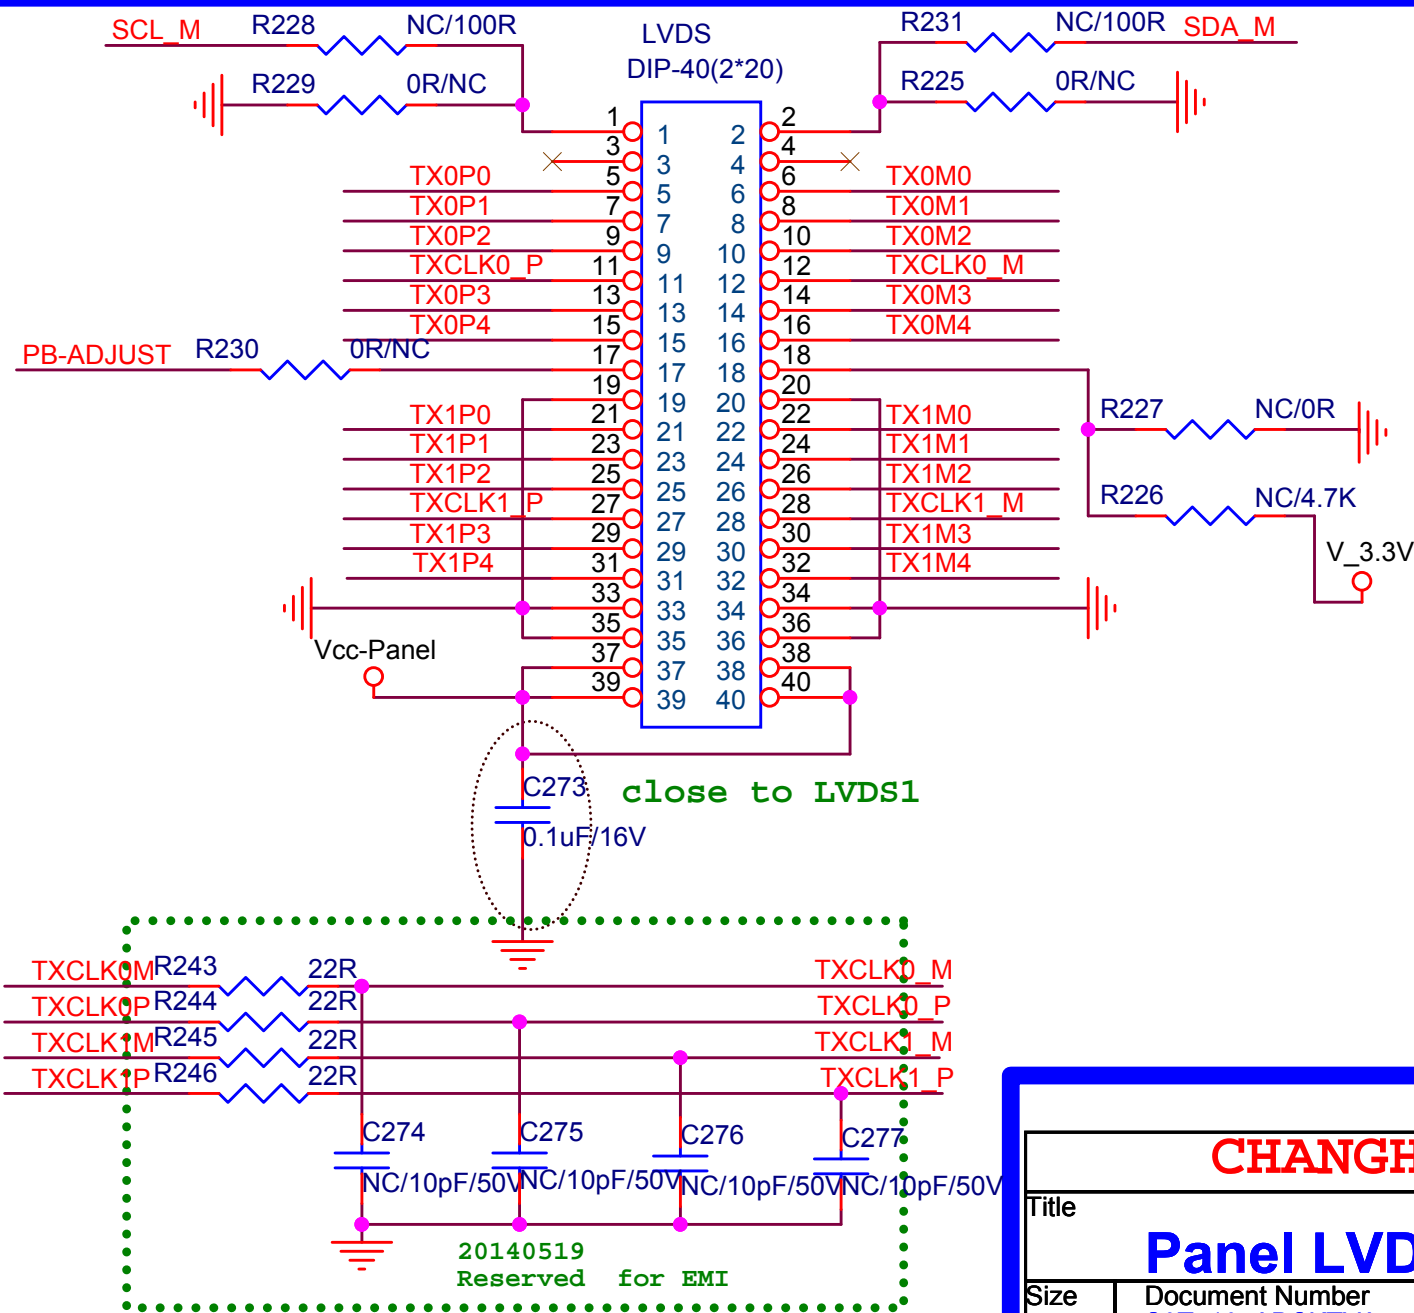 SCL_M R228 NC/100R
R229 0R/NC
LVDS
DIP-40(2*20)
R231 NC/100R SDA_M
R225 0R/NC
1 1 2 2
3 3 4 4
TX0P0 5 5 6 6 TX0M0
TX0P1 7 7 8 8 TX0M1
TX0P2 9 9 10 10 TX0M2
TXCLK0_P 11 11 12 12 TXCLK0_M
TX0P3 13 13 14 14 TX0M3
TX0P4 15 15 16 16 TX0M4
PB-ADJUST R230 0R/NC 17 17 18 18
19 19 20 20
TX1P0 21 21 22 22 TX1M0
R227 NC/0R
TX1P1 23 23 24 24 TX1M1
TX1P2 25 25 26 26 TX1M2
R226 NC/4.7K
TXCLK1_P 27 27 28 28 TXCLK1_M
TX1P3 29 29 30 30 TX1M3
V_3.3V
TX1P4 31 31 32 32 TX1M4
33 33 34 34
35 35 36 36
Vcc-Panel
37 37 38 38
39 39 40 40
C273
0.1uF/16V
close to LVDS1
TXCLK0M R243 22R TXCLK0_M
TXCLK0P R244 22R TXCLK0_P
TXCLK1M R245 22R TXCLK1_M
TXCLK1P R246 22R TXCLK1_P
C274 C275 C276 C277
NC/10pF/50V NC/10pF/50V NC/10pF/50V NC/10pF/50V
20140519
Reserved for EMI
CHANGH
Title
Panel LVD
Size Document Number